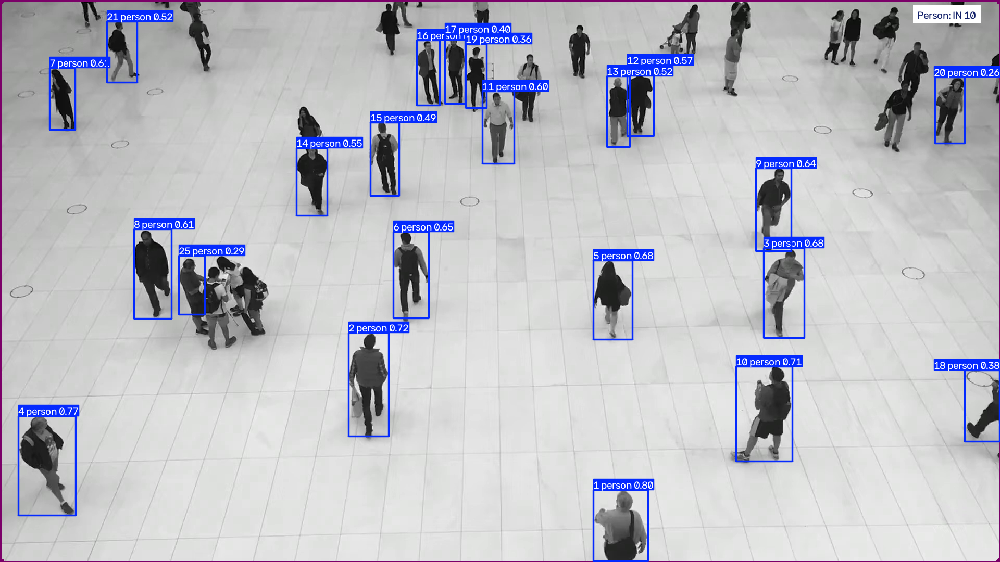 Person: IN 10
21 person 0.52
17 person 0.40
16 person
19 person 0.36
12 person 0.57
7 person 0.61
13 person 0.52
20 person 0.26
11 person 0.60
15 person 0.49
14 person 0.55
9 person 0.64
8 person 0.61
6 person 0.65
3 person 0.68
25 person 0.29
5 person 0.68
2 person 0.72
10 person 0.71
18 person 0.38
4 person 0.77
1 person 0.80